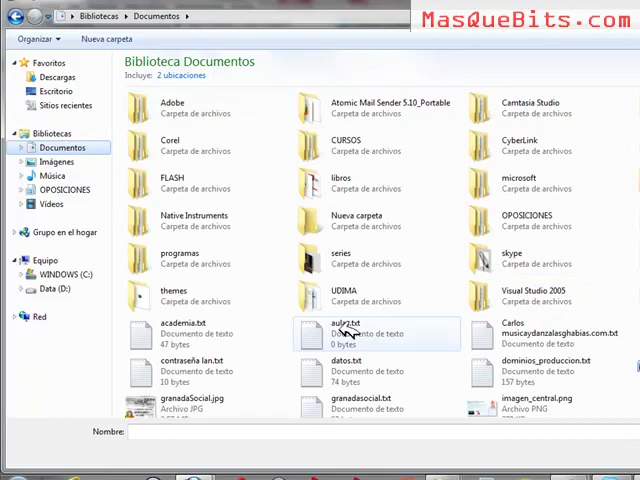 MasQueBits.com
Bibliotecas Documentos
Organizar Nueva carpeta
Favoritos
Descargas
Escritorio
Sitios recientes
Bibliotecas
Documentos
Imágenes
Música
OPOSICIONES
Vídeos
Grupo en el hogar
Equipo
WINDOWS (C:)
Data (D:)
Red
Biblioteca Documentos
Incluye: 2 ubicaciones
Adobe
Carpeta de archivos
Atomic Mail Sender 5.10_Portable
Carpeta de archivos
Camtasia Studio
Carpeta de archivos
Corel
Carpeta de archivos
CURSOS
Carpeta de archivos
CyberLink
Carpeta de archivos
FLASH
Carpeta de archivos
libros
Carpeta de archivos
microsoft
Carpeta de archivos
Native Instruments
Carpeta de archivos
Nueva carpeta
Carpeta de archivos
OPOSICIONES
Carpeta de archivos
programas
Carpeta de archivos
series
Carpeta de archivos
skype
Carpeta de archivos
themes
Carpeta de archivos
UDIMA
Carpeta de archivos
Visual Studio 2005
Carpeta de archivos
academia.txt
Documento de texto
47 bytes
Documento de texto
0 bytes
Carlos
musicaydanzalasghabias.com.txt
Documento de texto
contraseña lan.txt
Documento de texto
10 bytes
datos.txt
Documento de texto
74 bytes
dominios_produccion.txt
Documento de texto
157 bytes
granadaSocial.jpg
Archivo JPG
granadasocial.txt
Documento de texto
imagen_central.png
Archivo PNG
Nombre: